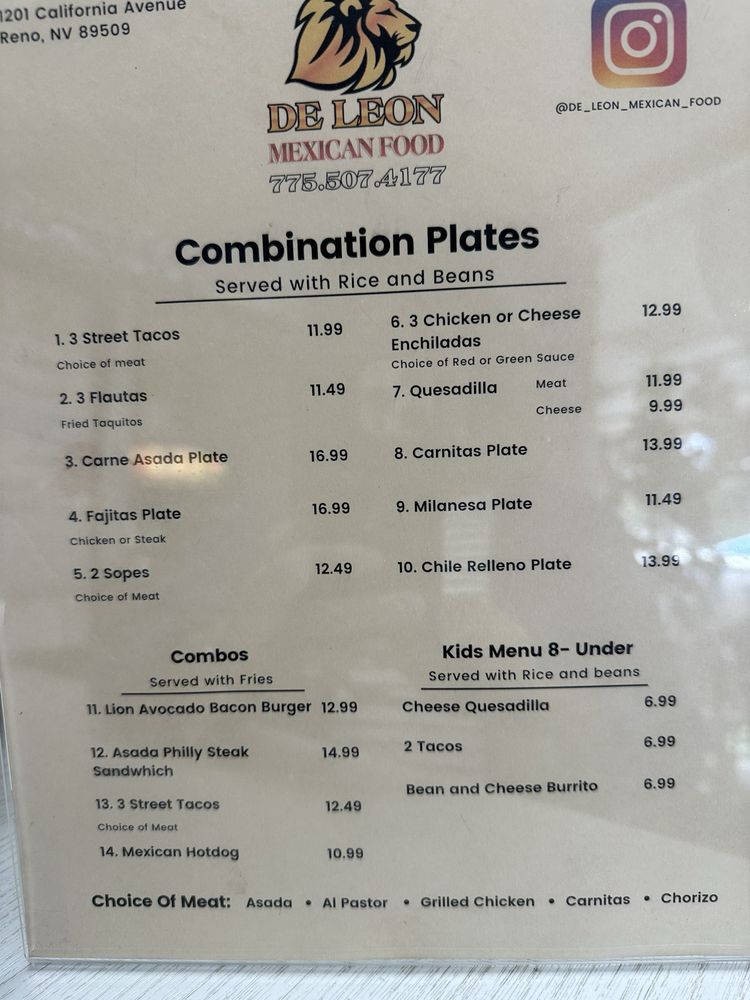 1201 California Avenue
Reno, NV 89509
DE LEON
MEXICAN FOOD
775.507.4177
@DE_LEON_MEXICAN_FOOD
Combination Plates
Served with Rice and Beans
1. 3 Street Tacos 11.99
Choice of meat
2. 3 Flautas 11.49
Fried Taquitos
3. Carne Asada Plate 16.99
4. Fajitas Plate 16.99
Chicken or Steak
5. 2 Sopes 12.49
Choice of Meat
6. 3 Chicken or Cheese 12.99
Enchiladas
Choice of Red or Green Sauce
7. Quesadilla Meat 11.99
Cheese 9.99
8. Carnitas Plate 13.99
9. Milanesa Plate 11.49
10. Chile Relleno Plate 13.99
Combos
Served with Fries
11. Lion Avocado Bacon Burger 12.99
12. Asada Philly Steak 14.99
Sandwhich
13. 3 Street Tacos 12.49
Choice of Meat
14. Mexican Hotdog 10.99
Kids Menu 8- Under
Served with Rice and beans
Cheese Quesadilla 6.99
2 Tacos 6.99
Bean and Cheese Burrito 6.99
Choice Of Meat: Asada • Al Pastor • Grilled Chicken • Carnitas • Chorizo